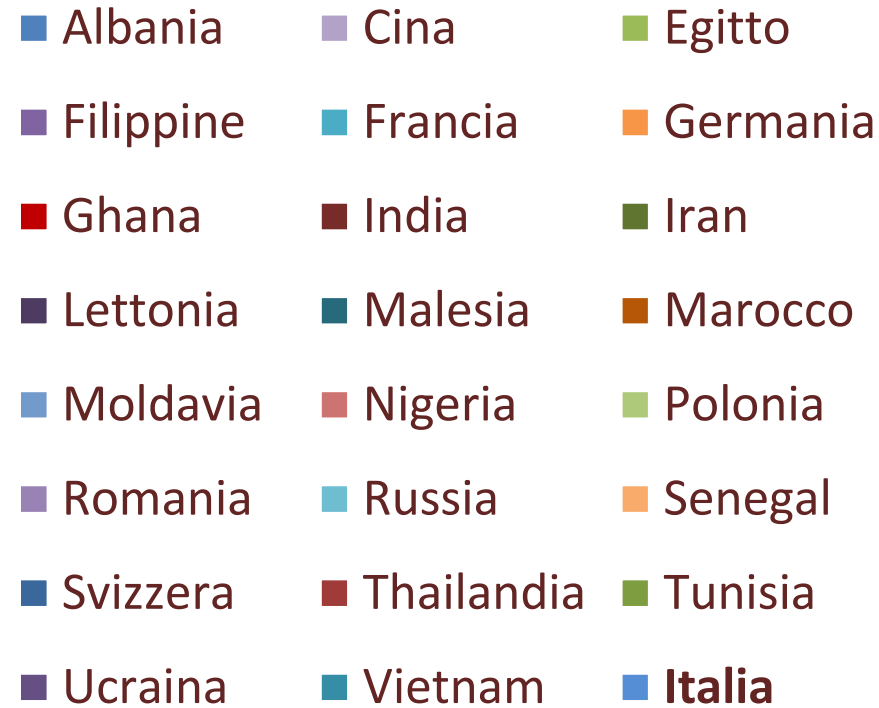 Albania Cina Egitto
Filippine Francia Germania
Ghana India Iran
Lettonia Malesia Marocco
Moldavia Nigeria Polonia
Romania Russia Senegal
Svizzera Thailandia Tunisia
Ucraina Vietnam Italia